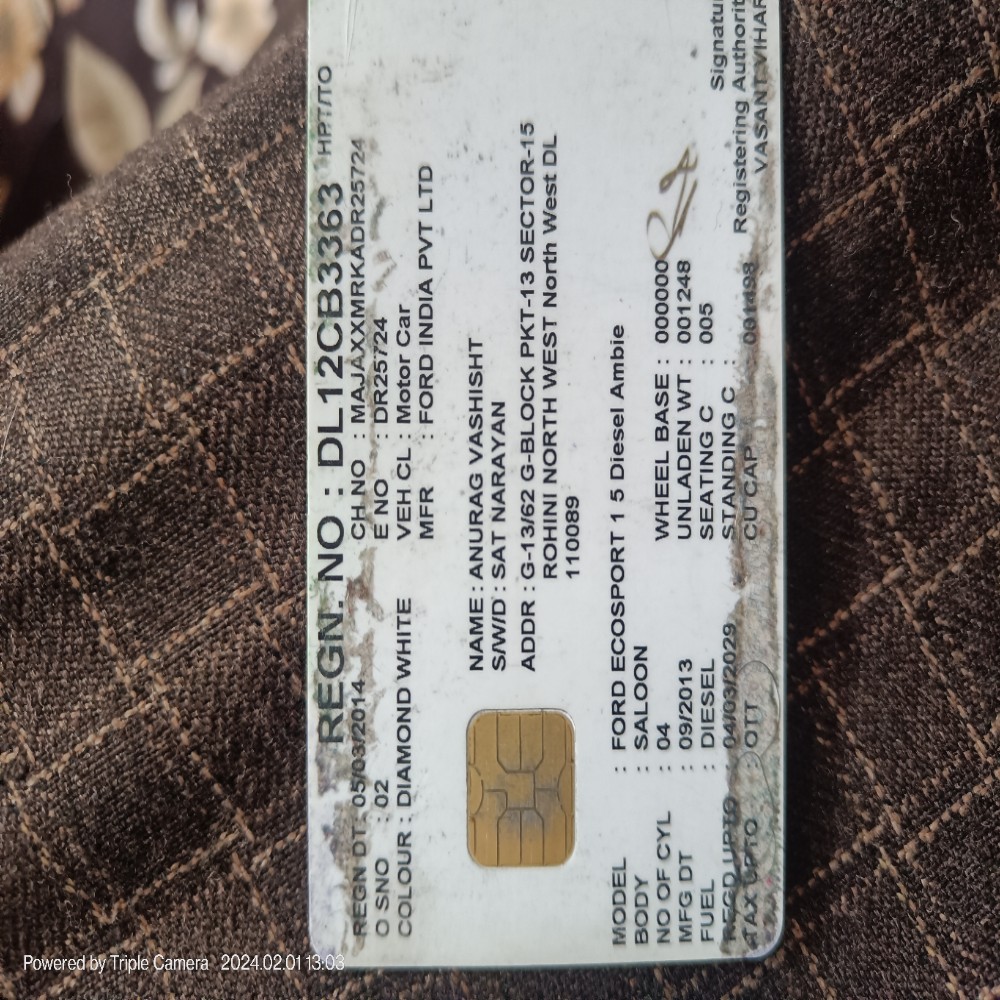 REGN. NO : DL12CB3363 HPT/TO
REGN DT : 05/03/2014 CH NO : MAJAXXMRKADR25724
O SNO : 02 E NO : DR25724
COLOUR : DIAMOND WHITE VEH CL : Motor Car
MFR : FORD INDIA PVT LTD
NAME : ANURAG VASHISHT
S/W/D : SAT NARAYAN
ADDR : G-13/62 G-BLOCK PKT-13 SECTOR-15
ROHINI NORTH WEST North West DL
110089
MODEL : FORD ECOSPORT 1 5 Diesel Ambie
BODY : SALOON
NO OF CYL : 04 WHEEL BASE : 000000
MFG DT : 09/2013 UNLADEN WT : 001248
FUEL : DIESEL SEATING C : 005
REGD UPTO : 04/03/2029 STANDING C :
TAX UPTO : OTT CU CAP : 001498
Signatu
Registering Authorit
VASANT VIHAR
Powered by Triple Camera 2024.02.01 13:03